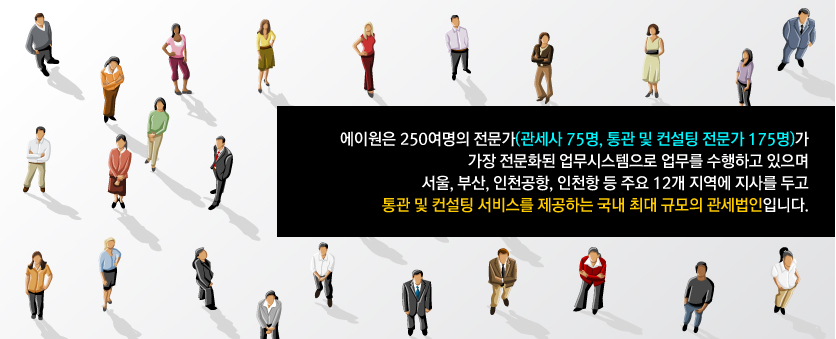 에이원은 250여명의 전문가(관세사 75명, 통관 및 컨설팅 전문가 175명)가
가장 전문화된 업무시스템으로 업무를 수행하고 있으며
서울, 부산, 인천공항, 인천항 등 주요 12개 지역에 지사를 두고
통관 및 컨설팅 서비스를 제공하는 국내 최대 규모의 관세법인입니다.